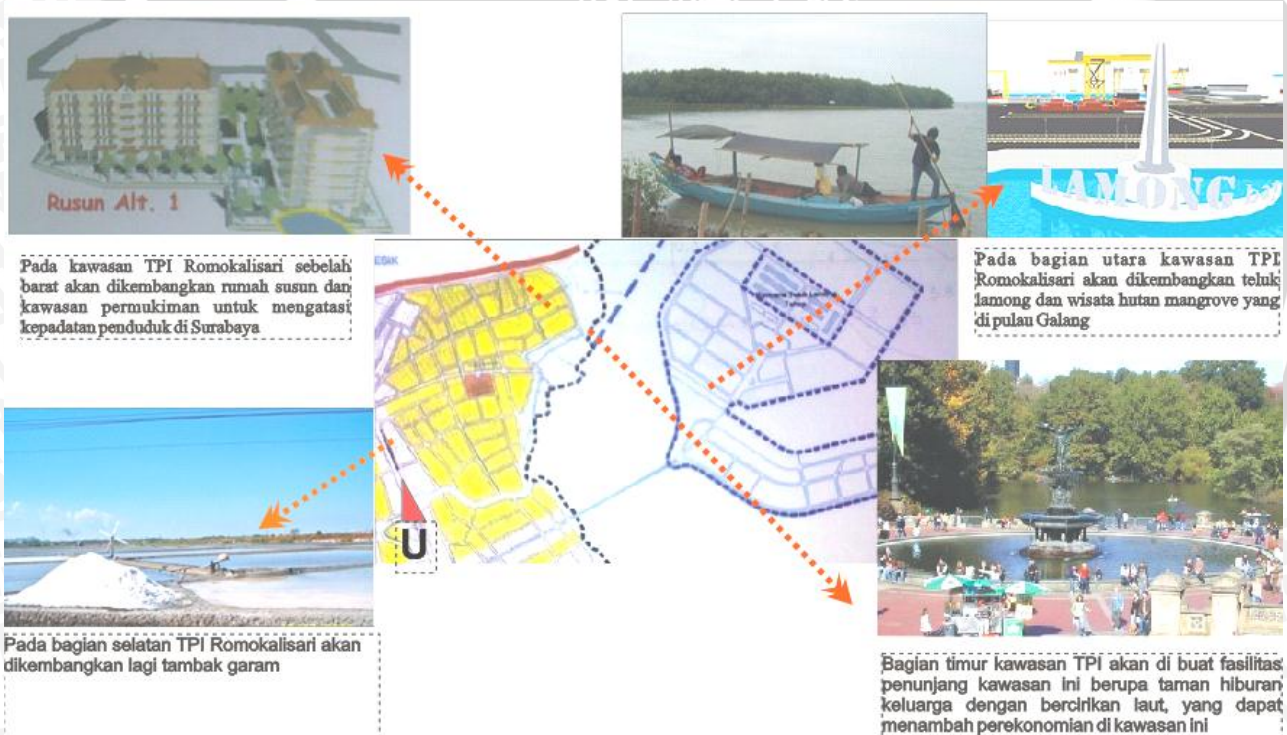 Rusun Alt. 1
LAMONG
Pada kawasan TPI Romokalisari sebelah
barat akan dikembangkan rumah susun dan
kawasan permukiman untuk mengatasi
kepadatan penduduk di Surabaya
Pada bagian utara kawasan TPI
Romokalisari akan dikembangkan teluk
lamong dan wisata hutan mangrove yang
di pulau Galang
U
Pada bagian selatan TPI Romokalisari akan
dikembangkan lagi tambak garam
Bagian timur kawasan TPI akan di buat fasilitas
penunjang kawasan ini berupa taman hiburan
keluarga dengan bercirikan laut, yang dapat
menambah perekonomian di kawasan ini